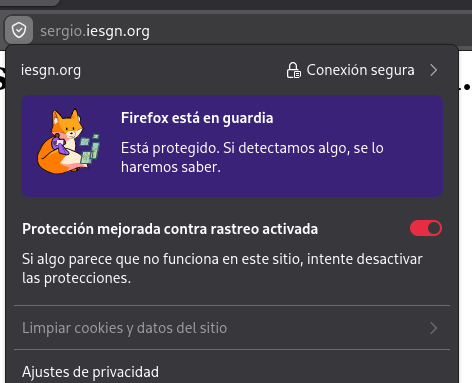 sergio.iesgn.org
iesgn.org
Conexión segura
Firefox está en guardia
Está protegido. Si detectamos algo, se lo
haremos saber.
Protección mejorada contra rastreo activada
Si algo parece que no funciona en este sitio, intente desactivar
las protecciones.
Limpiar cookies y datos del sitio
Ajustes de privacidad